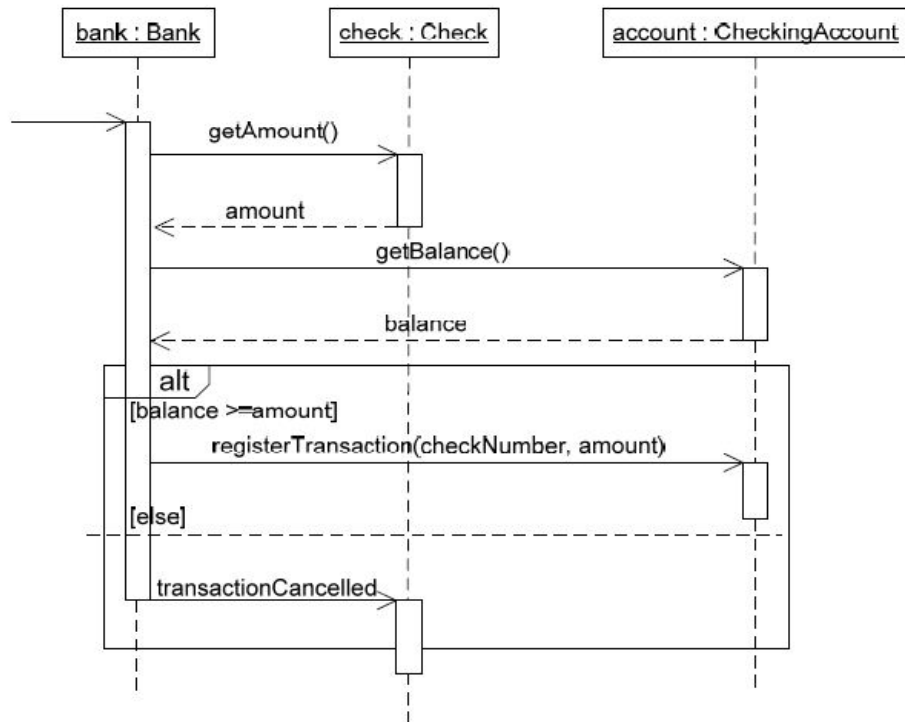 bank : Bank
check : Check
account : CheckingAccount
getAmount()
amount
getBalance()
balance
alt
[balance >=amount]
registerTransaction(checkNumber, amount)
[else]
transactionCancelled